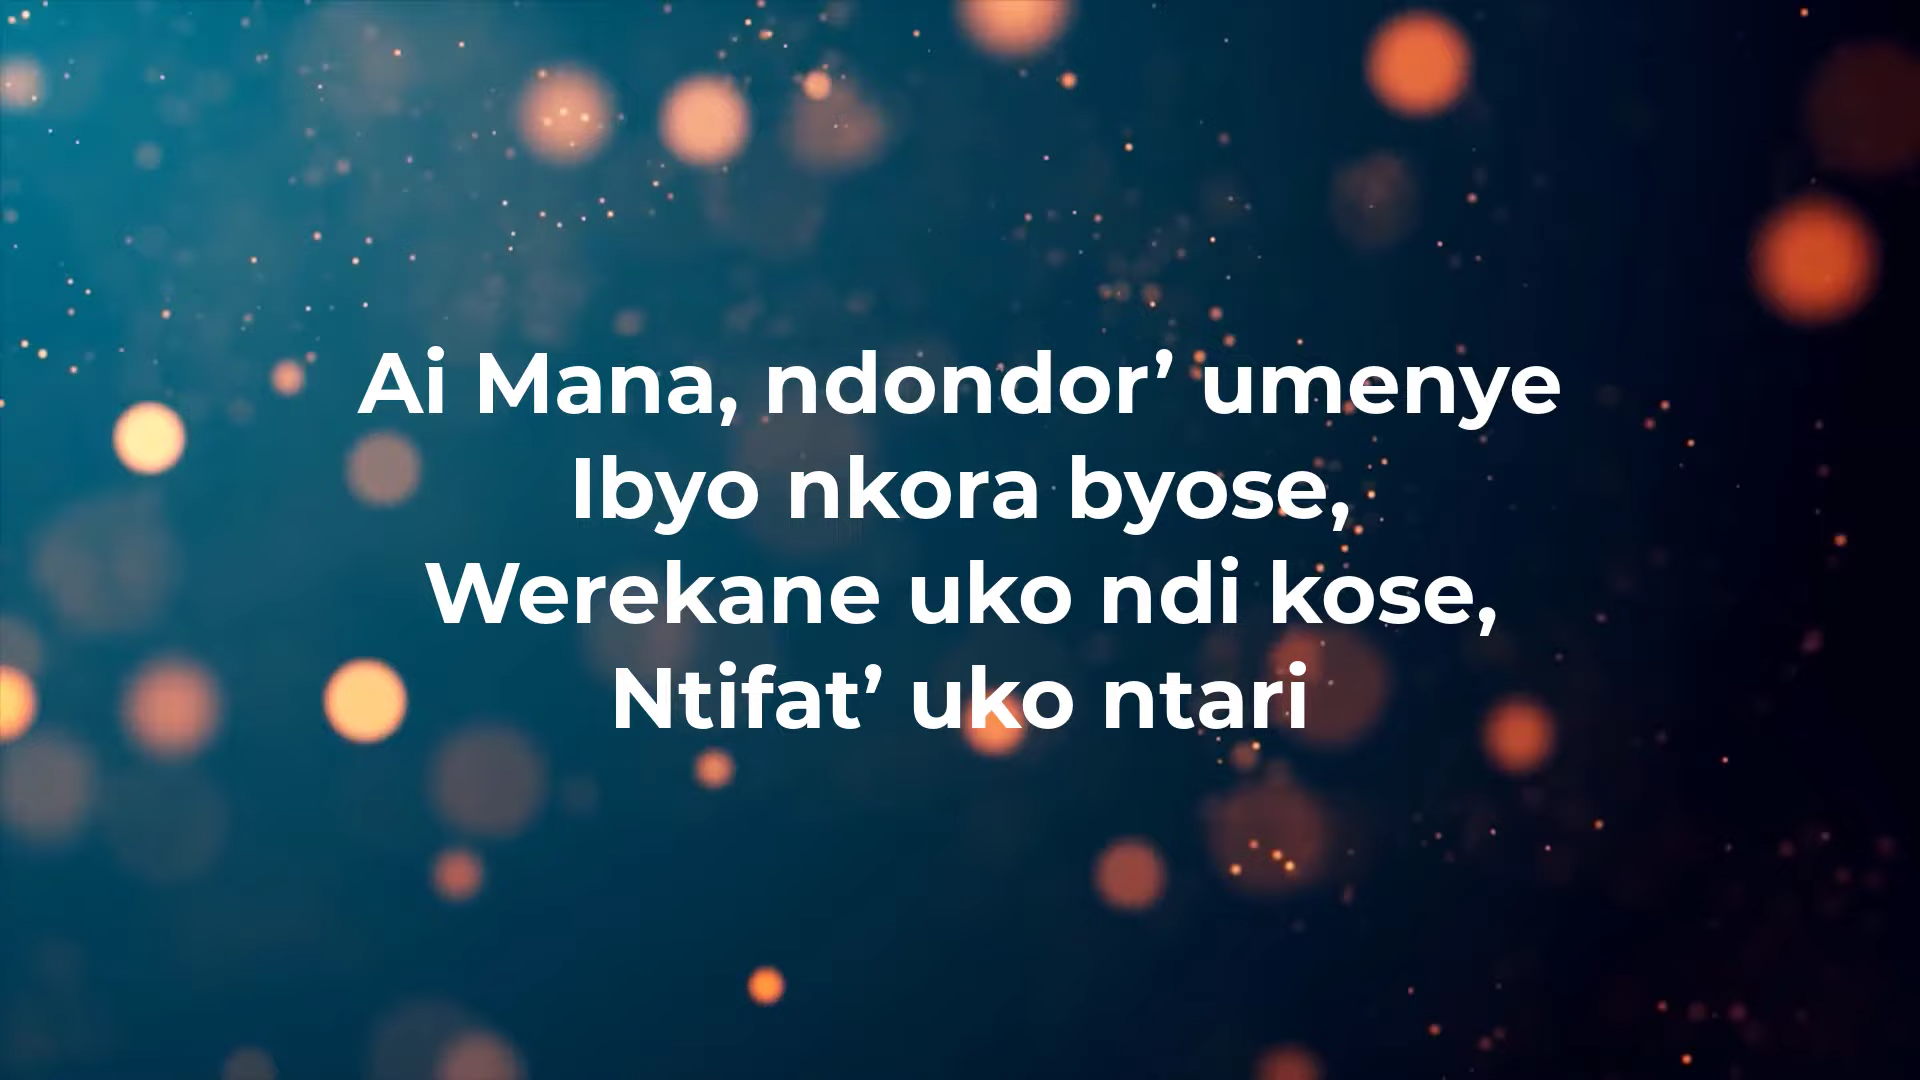 Ai Mana, ndondor’ umenye
Ibyo nkora byose,
Werekane uko ndi kose,
Ntifat’ uko ntari